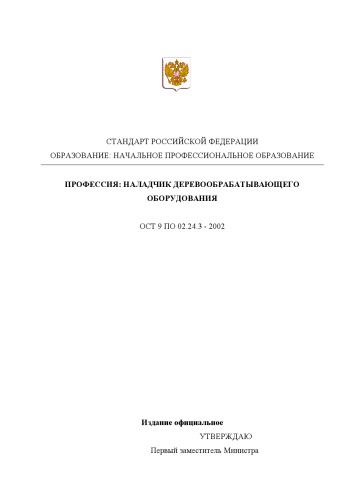 СТАНДАРТ РОССИЙСКОЙ ФЕДЕРАЦИИ
ОБРАЗОВАНИЕ: НАЧАЛЬНОЕ ПРОФЕССИОНАЛЬНОЕ ОБРАЗОВАНИЕ
ПРОФЕССИЯ: НАЛАДЧИК ДЕРЕВООБРАБАТЫВАЮЩЕГО
ОБОРУДОВАНИЯ
ОСТ 9 ПО 02.24.3 - 2002
Издание официальное
УТВЕРЖДАЮ
Первый заместитель Министра